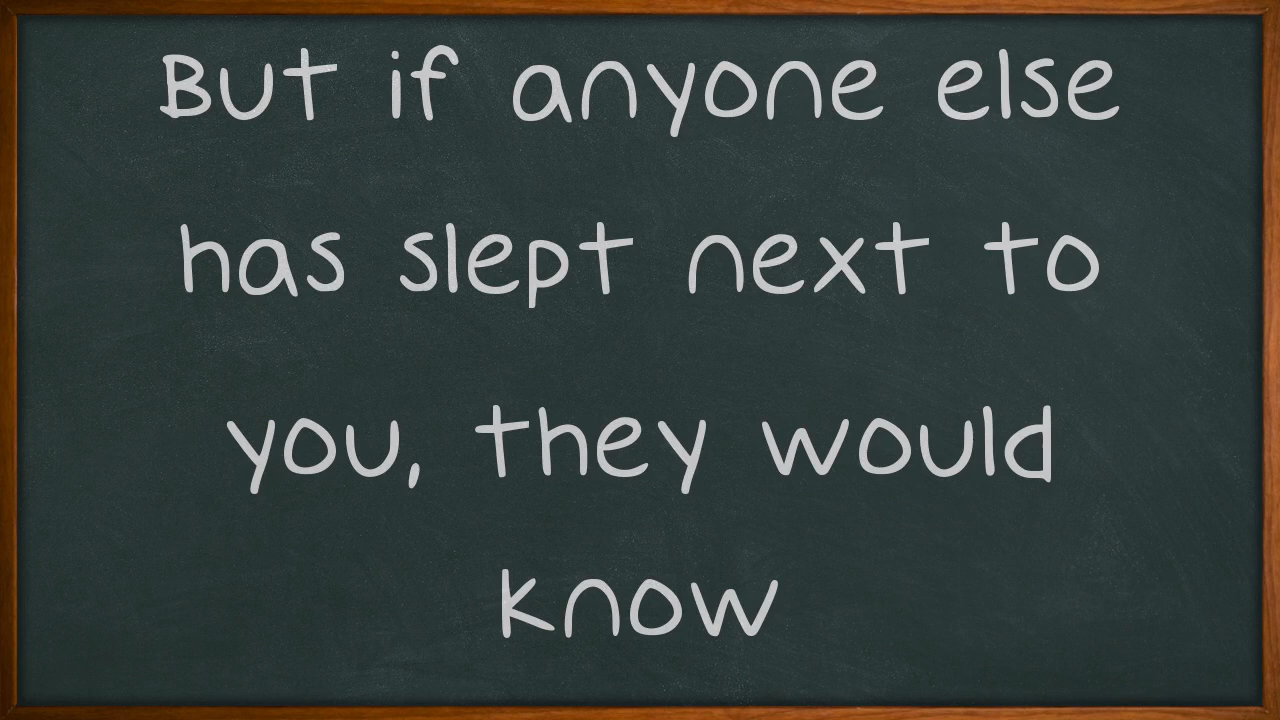 But if anyone else
has slept next to
you, they would
know